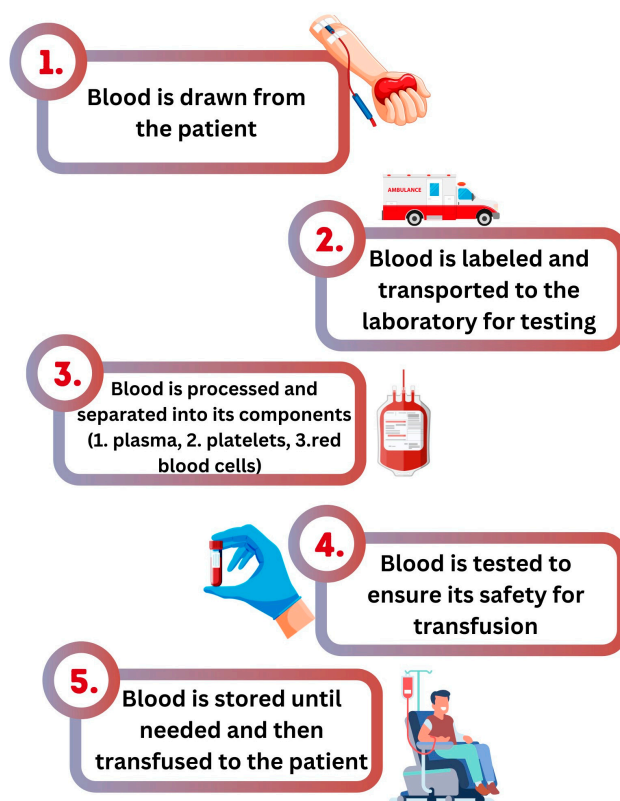 1.
Blood is drawn from
the patient
AMBULANCE
2.
Blood is labeled and
transported to the
laboratory for testing
3.
Blood is processed and
separated into its components
(1. plasma, 2. platelets, 3.red
blood cells)
4.
Blood is tested to
ensure its safety for
transfusion
5.
Blood is stored until
needed and then
transfused to the patient